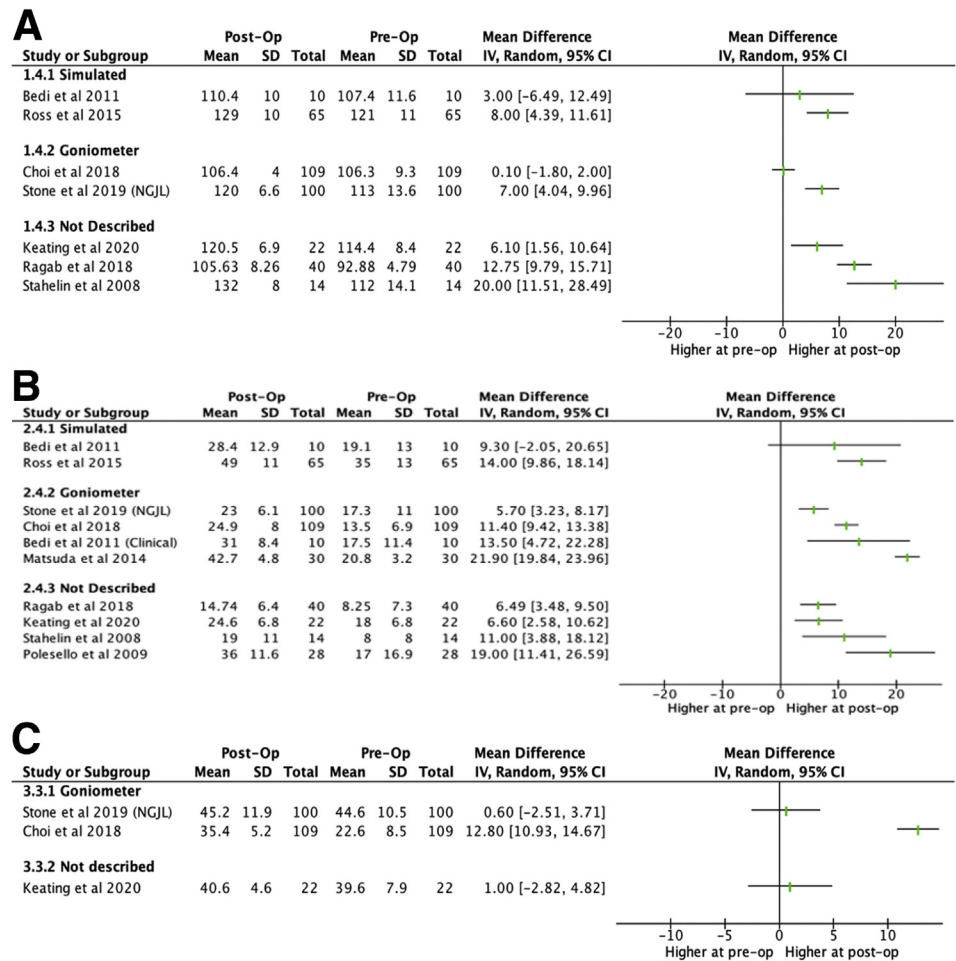 A
Post-Op Pre-Op Mean Difference Mean Difference
Study or Subgroup Mean SD Total Mean SD Total IV, Random, 95% CI IV, Random, 95% CI
1.4.1 Simulated
Bedi et al 2011 110.4 10 10 107.4 11.6 10 3.00 [-6.49, 12.49]
Ross et al 2015 129 10 65 121 11 65 8.00 [4.39, 11.61]
1.4.2 Goniometer
Choi et al 2018 106.4 4 109 106.3 9.3 109 0.10 [-1.80, 2.00]
Stone et al 2019 (NGJL) 120 6.6 100 113 13.6 100 7.00 [4.04, 9.96]
1.4.3 Not Described
Keating et al 2020 120.5 6.9 22 114.4 8.4 22 6.10 [1.56, 10.64]
Ragab et al 2018 105.63 8.26 40 92.88 4.79 40 12.75 [9.79, 15.71]
Stahelin et al 2008 132 8 14 112 14.1 14 20.00 [11.51, 28.49]
-20 -10 0 10 20
Higher at pre-op Higher at post-op
B
Post-Op Pre-Op Mean Difference Mean Difference
Study or Subgroup Mean SD Total Mean SD Total IV, Random, 95% CI IV, Random, 95% CI
2.4.1 Simulated
Bedi et al 2011 28.4 12.9 10 19.1 13 10 9.30 [-2.05, 20.65]
Ross et al 2015 49 11 65 35 13 65 14.00 [9.86, 18.14]
2.4.2 Goniometer
Stone et al 2019 (NGJL) 23 6.1 100 17.3 11 100 5.70 [3.23, 8.17]
Choi et al 2018 24.9 8 109 13.5 6.9 109 11.40 [9.42, 13.38]
Bedi et al 2011 (Clinical) 31 8.4 10 17.5 11.4 10 13.50 [4.72, 22.28]
Matsuda et al 2014 42.7 4.8 30 20.8 3.2 30 21.90 [19.84, 23.96]
2.4.3 Not Described
Ragab et al 2018 14.74 6.4 40 8.25 7.3 40 6.49 [3.48, 9.50]
Keating et al 2020 24.6 6.8 22 18 6.8 22 6.60 [2.58, 10.62]
Stahelin et al 2008 19 11 14 8 8 14 11.00 [3.88, 18.12]
Polesello et al 2009 36 11.6 28 17 16.9 28 19.00 [11.41, 26.59]
-20 -10 0 10 20
Higher at pre-op Higher at post-op
C
Post-Op Pre-Op Mean Difference Mean Difference
Study or Subgroup Mean SD Total Mean SD Total IV, Random, 95% CI IV, Random, 95% CI
3.3.1 Goniometer
Stone et al 2019 (NGJL) 45.2 11.9 100 44.6 10.5 100 0.60 [-2.51, 3.71]
Choi et al 2018 35.4 5.2 109 22.6 8.5 109 12.80 [10.93, 14.67]
3.3.2 Not described
Keating et al 2020 40.6 4.6 22 39.6 7.9 22 1.00 [-2.82, 4.82]
-10 -5 0 5 10
Higher at pre-op Higher at post-op